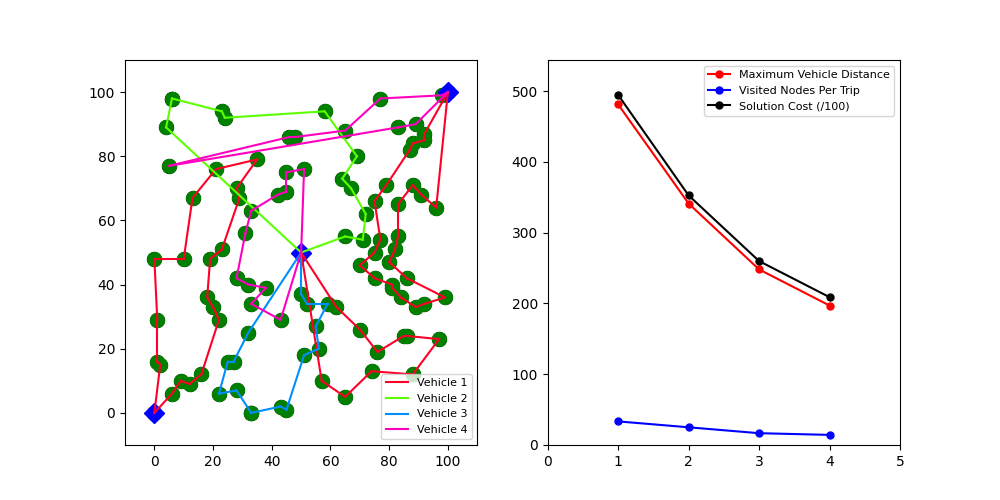 100
80
60
40
20
0
0 20 40 60 80 100
Vehicle 1
Vehicle 2
Vehicle 3
Vehicle 4
500
400
300
200
100
0
0 1 2 3 4 5
Maximum Vehicle Distance
Visited Nodes Per Trip
Solution Cost (/100)